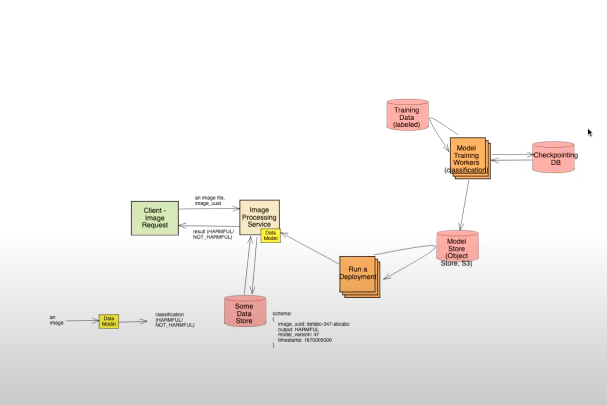 Training
Data
(labeled)
Model
Training
Workers
(classification)
Checkpointing
DB
Client -
Image
Request
an image file,
image_uuid
Image
Processing
Service
Data
Model
result (HARMFUL/
NOT_HARMFUL)
Model
Store
(Object
Store, S3)
Run a
Deployment
Some
Data
Store
schema:
{
image_uuid: defabc-347-abcabc
output: HARMFUL
model_version: 47
timestamp: 1670005000
}
an
image
Data
Model
classification
(HARMFUL/
NOT_HARMFUL)